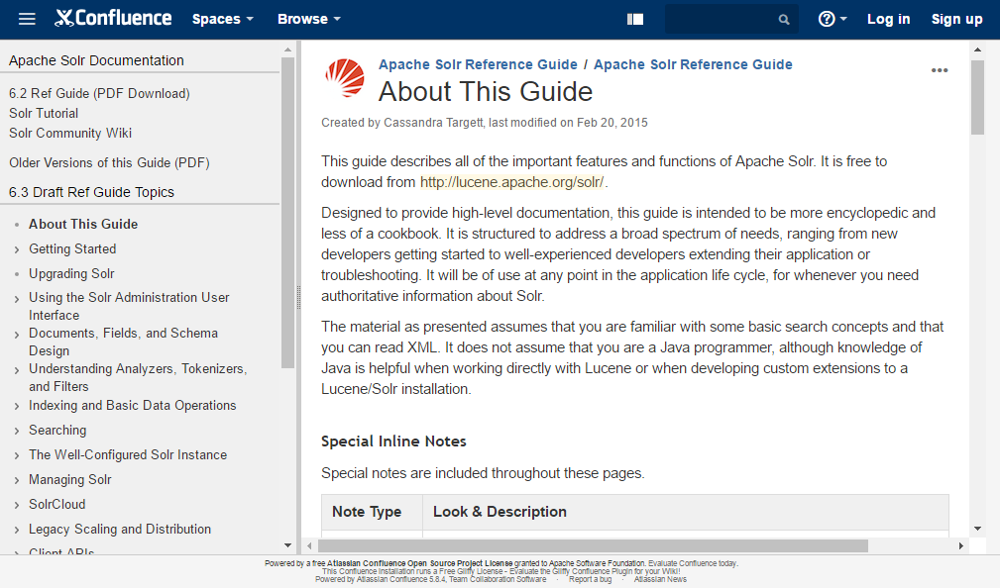 Confluence Spaces Browse Log in Sign up
Apache Solr Documentation
6.2 Ref Guide (PDF Download)
Solr Tutorial
Solr Community Wiki
Older Versions of this Guide (PDF)
6.3 Draft Ref Guide Topics
About This Guide
Getting Started
Upgrading Solr
Using the Solr Administration User
Interface
Documents, Fields, and Schema
Design
Understanding Analyzers, Tokenizers,
and Filters
Indexing and Basic Data Operations
Searching
The Well-Configured Solr Instance
Managing Solr
SolrCloud
Legacy Scaling and Distribution
Client APIs
Apache Solr Reference Guide / Apache Solr Reference Guide
About This Guide
Created by Cassandra Targett, last modified on Feb 20, 2015
This guide describes all of the important features and functions of Apache Solr. It is free to
download from http://lucene.apache.org/solr/.
Designed to provide high-level documentation, this guide is intended to be more encyclopedic and
less of a cookbook. It is structured to address a broad spectrum of needs, ranging from new
developers getting started to well-experienced developers extending their application or
troubleshooting. It will be of use at any point in the application life cycle, for whenever you need
authoritative information about Solr.
The material as presented assumes that you are familiar with some basic search concepts and that
you can read XML. It does not assume that you are a Java programmer, although knowledge of
Java is helpful when working directly with Lucene or when developing custom extensions to a
Lucene/Solr installation.
Special Inline Notes
Special notes are included throughout these pages.
Note Type Look & Description
Powered by a free Atlassian Confluence Open Source Project License granted to Apache Software Foundation. Evaluate Confluence today.
This Confluence installation runs a Free Gliffy License - Evaluate the Gliffy Confluence Plugin for your Wiki!
Powered by Atlassian Confluence 5.8.4, Team Collaboration Software · Report a bug · Atlassian News